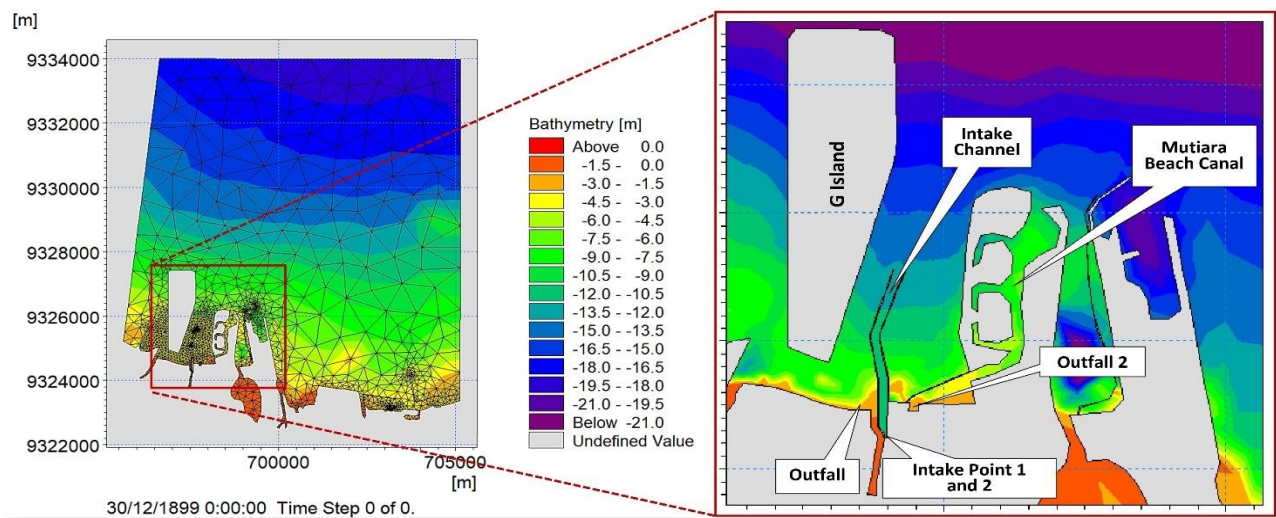 [m]
9334000
9332000
9330000
9328000
9326000
9324000
9322000
700000
705000
[m]
30/12/1899 0:00:00 Time Step 0 of 0.
Bathymetry [m]
Above 0.0
-1.5 - 0.0
-3.0 - -1.5
-4.5 - -3.0
-6.0 - -4.5
-7.5 - -6.0
-9.0 - -7.5
-10.5 - -9.0
-12.0 - -10.5
-13.5 - -12.0
-15.0 - -13.5
-16.5 - -15.0
-18.0 - -16.5
-19.5 - -18.0
-21.0 - -19.5
Below -21.0
Undefined Value
G Island
Intake
Channel
Mutiara
Beach Canal
Outfall 2
Outfall
Intake Point 1
and 2